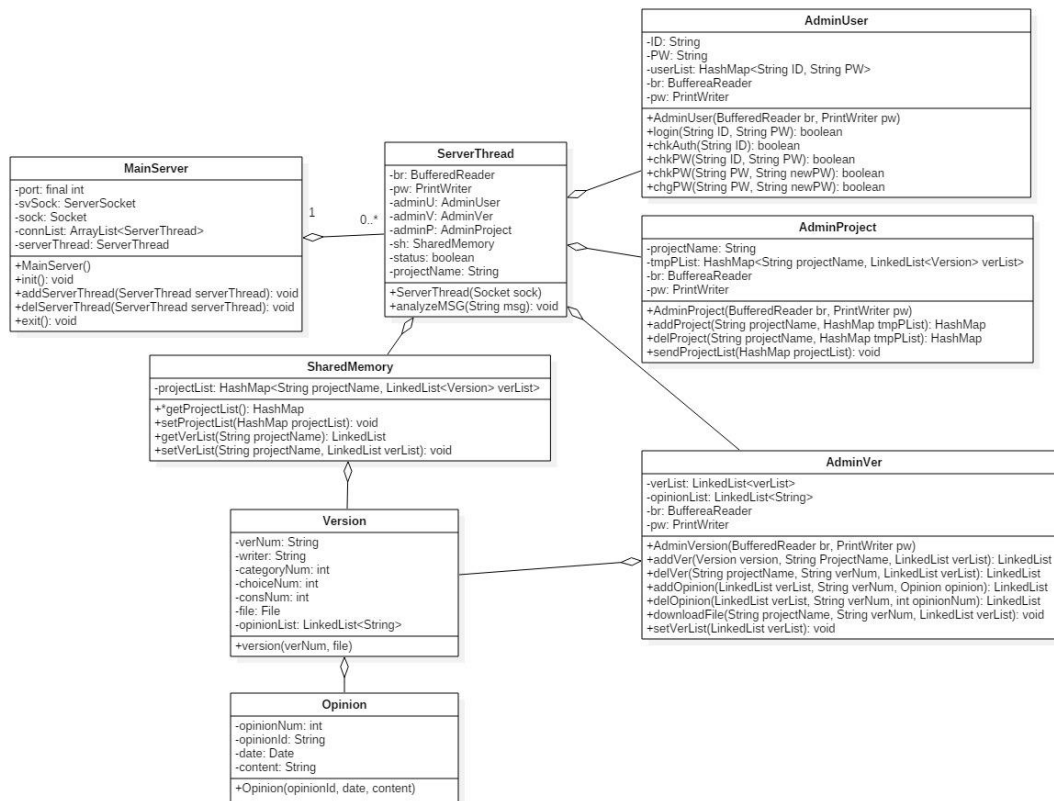 AdminUser
-ID: String
-PW: String
-userList: HashMap<String ID, String PW>
-br: BuffereaReader
-pw: PrintWriter
+AdminUser(BufferedReader br, PrintWriter pw)
+login(String ID, String PW): boolean
+chkAuth(String ID): boolean
+chkPW(String ID, String PW): boolean
+chkPW(String PW, String newPW): boolean
+chgPW(String PW, String newPW): boolean
MainServer
-port: final int
-svSock: ServerSocket
-sock: Socket
-connList: ArrayList<ServerThread>
-serverThread: ServerThread
+MainServer()
+init(): void
+addServerThread(ServerThread serverThread): void
+delServerThread(ServerThread serverThread): void
+exit(): void
1
0..*
ServerThread
-br: BufferedReader
-pw: PrintWriter
-adminU: AdminUser
-adminV: AdminVer
-adminP: AdminProject
-sh: SharedMemory
-status: boolean
-projectName: String
+ServerThread(Socket sock)
+analyzeMSG(String msg): void
AdminProject
-projectName: String
-tmpPList: HashMap<String projectName, LinkedList<Version> verList>
-br: BuffereaReader
-pw: PrintWriter
+AdminProject(BufferedReader br, PrintWriter pw)
+addProject(String projectName, HashMap tmpPList): HashMap
+delProject(String projectName, HashMap tmpPList): HashMap
+sendProjectList(HashMap projectList): void
SharedMemory
-projectList: HashMap<String projectName, LinkedList<Version> verList>
+*getProjectList(): HashMap
+setProjectList(HashMap projectList): void
+getVerList(String projectName): LinkedList
+setVerList(String projectName, LinkedList verList): void
AdminVer
-verList: LinkedList<verList>
-opinionList: LinkedList<String>
-br: BuffereaReader
-pw: PrintWriter
+AdminVersion(BufferedReader br, PrintWriter pw)
+addVer(Version version, String ProjectName, LinkedList verList): LinkedList
+delVer(String projectName, String verNum, LinkedList verList): LinkedList
+addOpinion(LinkedList verList, String verNum, Opinion opinion): LinkedList
+delOpinion(LinkedList verList, String verNum, int opinionNum): LinkedList
+downloadFile(String projectName, String verNum, LinkedList verList): void
+setVerList(LinkedList verList): void
Version
-verNum: String
-writer: String
-categoryNum: int
-choiceNum: int
-consNum: int
-file: File
-opinionList: LinkedList<String>
+version(verNum, file)
Opinion
-opinionNum: int
-opinionId: String
-date: Date
-content: String
+Opinion(opinionId, date, content)